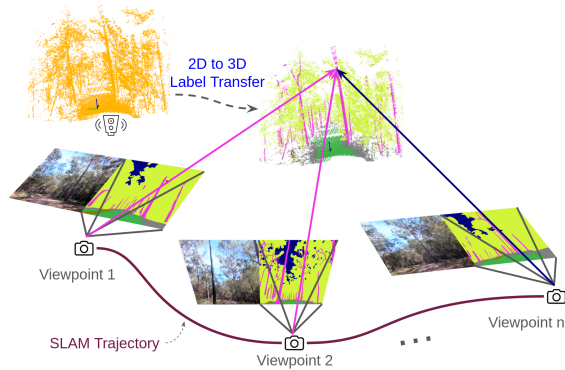 2D to 3D
Label Transfer
Viewpoint 1
Viewpoint n
SLAM Trajectory
Viewpoint 2